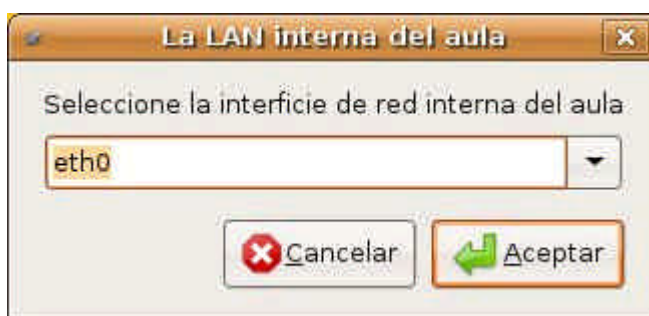 La LAN interna del aula
Seleccione la interficie de red interna del aula
eth0
Cancelar
Aceptar